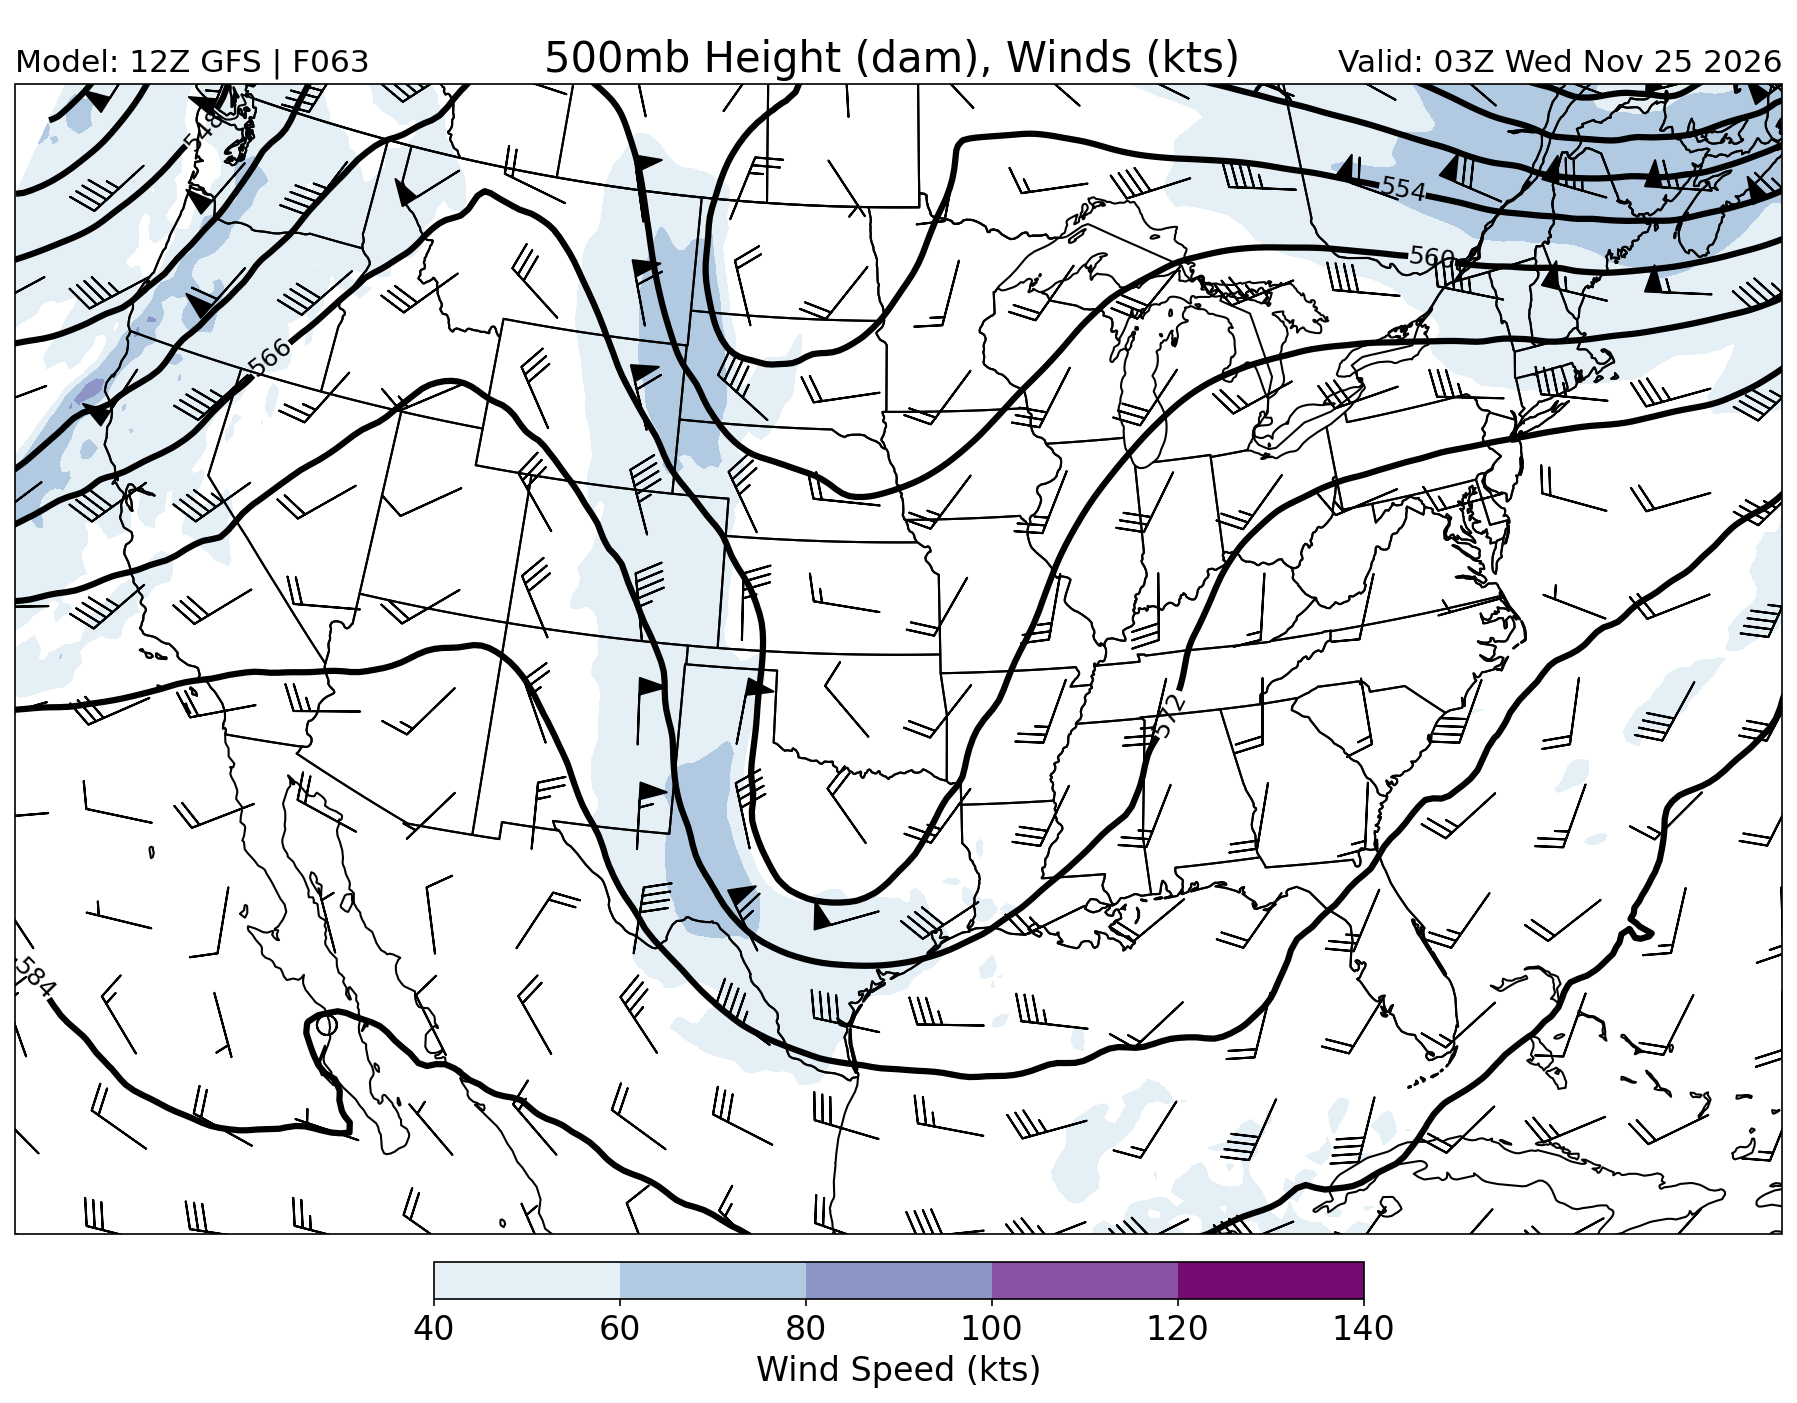 Model: 12Z GFS | F063
500mb Height (dam), Winds (kts)
Valid: 03Z Wed Nov 25 2026
548
554
560
566
572
584
40 60 80 100 120 140
Wind Speed (kts)